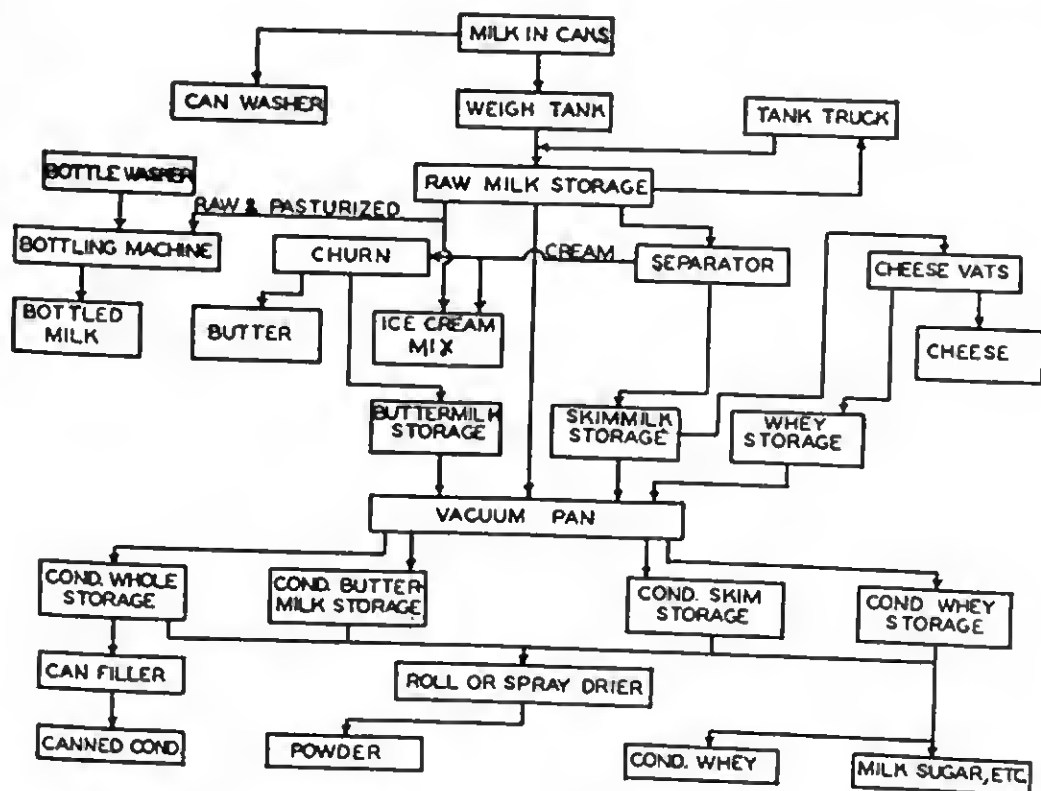 MILK IN CANS
CAN WASHER
WEIGH TANK
TANK TRUCK
BOTTLE WASHER
RAW MILK STORAGE
RAW & PASTURIZED
BOTTLING MACHINE
CHURN
CREAM
SEPARATOR
CHEESE VATS
BOTTLED
MILK
BUTTER
ICE CREAM
MIX
CHEESE
BUTTERMILK
STORAGE
SKIMMILK
STORAGE
WHEY
STORAGE
VACUUM PAN
COND. WHOLE
STORAGE
COND. BUTTER-
MILK STORAGE
COND. SKIM
STORAGE
COND. WHEY
STORAGE
CAN FILLER
ROLL OR SPRAY DRIER
CANNED COND.
POWDER
COND. WHEY
MILK SUGAR, ETC